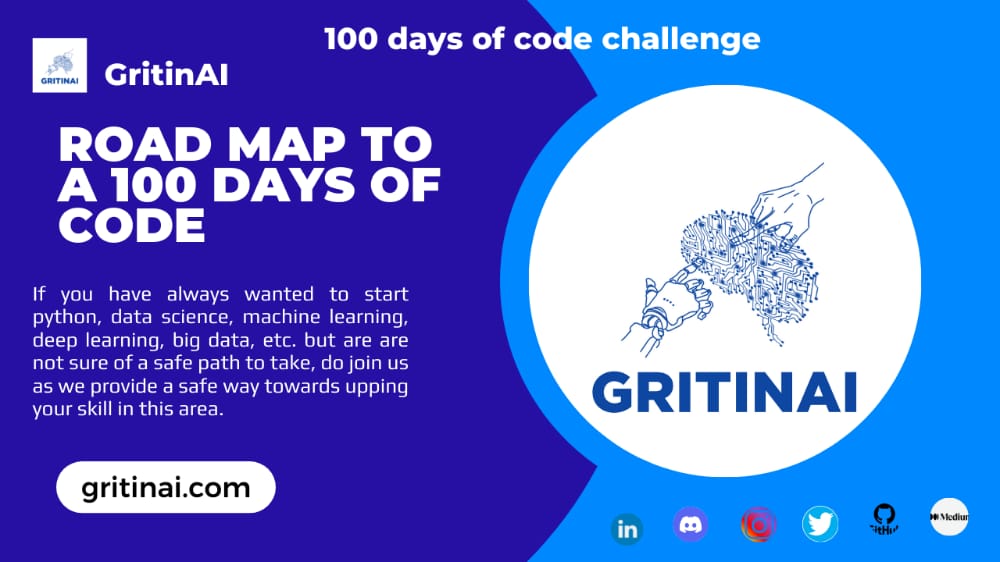 100 days of code challenge
GRITINAI
GritinAI
ROAD MAP TO
A 100 DAYS OF
CODE
If you have always wanted to start
python, data science, machine learning,
deep learning, big data, etc. but are are
not sure of a safe path to take, do join us
as we provide a safe way towards upping
your skill in this area.
gritinai.com
GRITINAI
in
GitHub
Medium